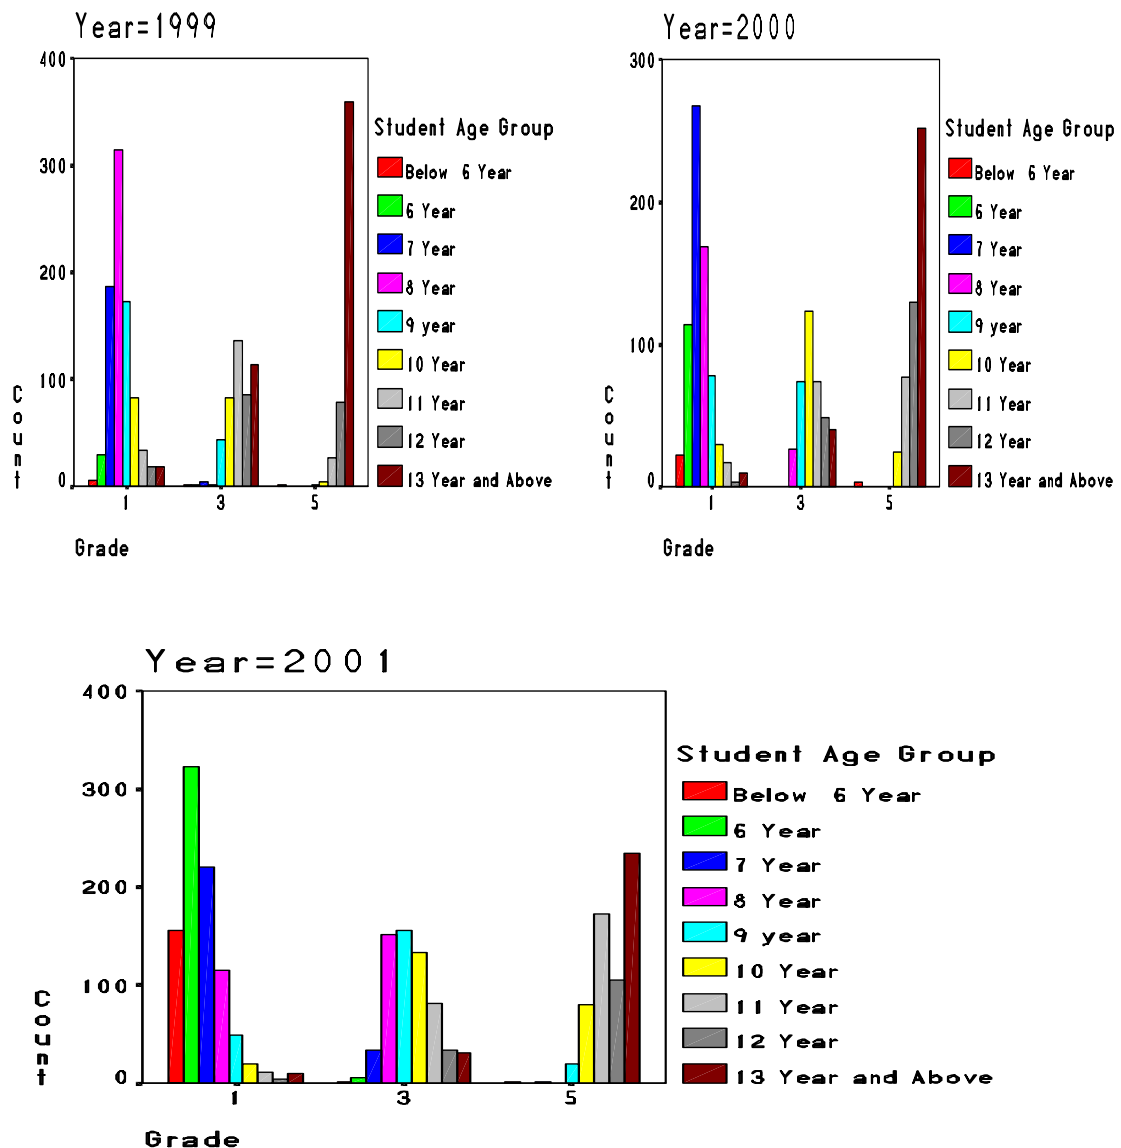 Year=1999
400
300
200
100
0
Count
1 3 5
Grade
Student Age Group
Below 6 Year
6 Year
7 Year
8 Year
9 year
10 Year
11 Year
12 Year
13 Year and Above
Year=2000
300
200
100
0
Count
1 3 5
Grade
Student Age Group
Below 6 Year
6 Year
7 Year
8 Year
9 year
10 Year
11 Year
12 Year
13 Year and Above
Year=2001
400
300
200
100
0
Count
1 3 5
Grade
Student Age Group
Below 6 Year
6 Year
7 Year
8 Year
9 year
10 Year
11 Year
12 Year
13 Year and Above